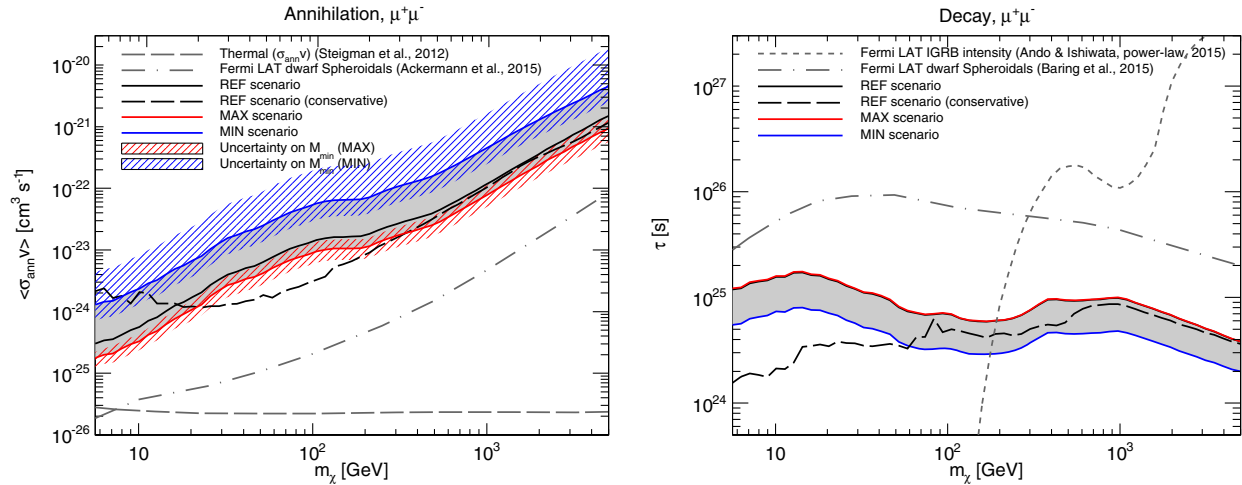 Annihilation, μ⁺μ⁻
10⁻²⁰
10⁻²¹
10⁻²²
10⁻²³
10⁻²⁴
10⁻²⁵
10⁻²⁶
<σ_ann v> [cm³ s⁻¹]
Thermal (σ_ann v) (Steigman et al., 2012)
Fermi LAT dwarf Spheroidals (Ackermann et al., 2015)
REF scenario
REF scenario (conservative)
MAX scenario
MIN scenario
Uncertainty on M_min (MAX)
Uncertainty on M_min (MIN)
10
10²
10³
m_χ [GeV]
Decay, μ⁺μ⁻
10²⁷
10²⁶
10²⁵
10²⁴
τ [s]
Fermi LAT IGRB intensity (Ando & Ishiwata, power-law, 2015)
Fermi LAT dwarf Spheroidals (Baring et al., 2015)
REF scenario
REF scenario (conservative)
MAX scenario
MIN scenario
10
10²
10³
m_χ [GeV]